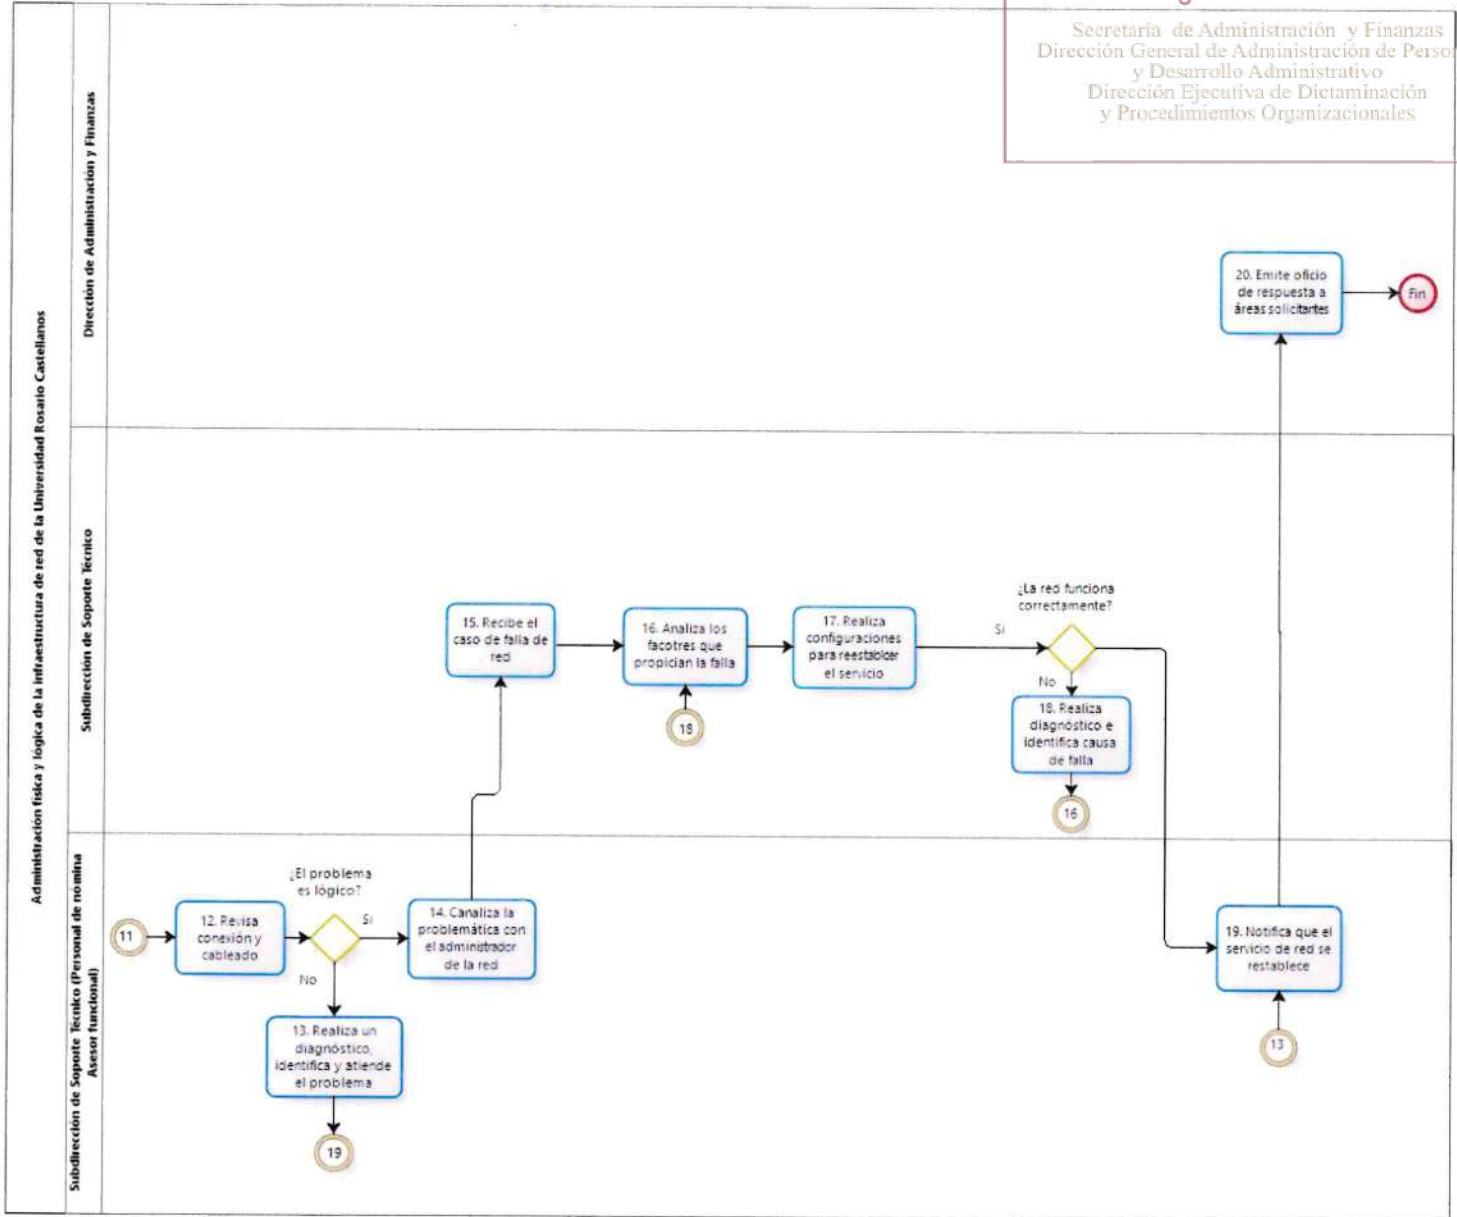 Secretaría de Administración y Finanzas
Dirección General de Administración de Perso
y Desarrollo Administrativo
Dirección Ejecutiva de Dictaminación
y Procedimientos Organizacionales
Administración física y lógica de la infraestructura de red de la Universidad Rosario Castellanos
Dirección de Administración y Finanzas
20. Emite oficio
de respuesta a
áreas solicitantes
Fin
Subdirección de Soporte Técnico
15. Recibe el
caso de falla de
red
16. Analiza los
facotres que
propician la falla
18
17. Realiza
configuraciones
para reestablcer
el servicio
Si
¿La red funciona
correctamente?
No
18. Realiza
diagnóstico e
identifica causa
de falla
16
Subdirección de Soporte Técnico (Personal de nómina
Asesor funcional)
11
12. Revisa
conexión y
cableado
¿El problema
es lógico?
Si
No
13. Realiza un
diagnóstico,
identifica y atiende
el problema
19
14. Canaliza la
problemática con
el administrador
de la red
19. Notifica que el
servicio de red se
restablece
13